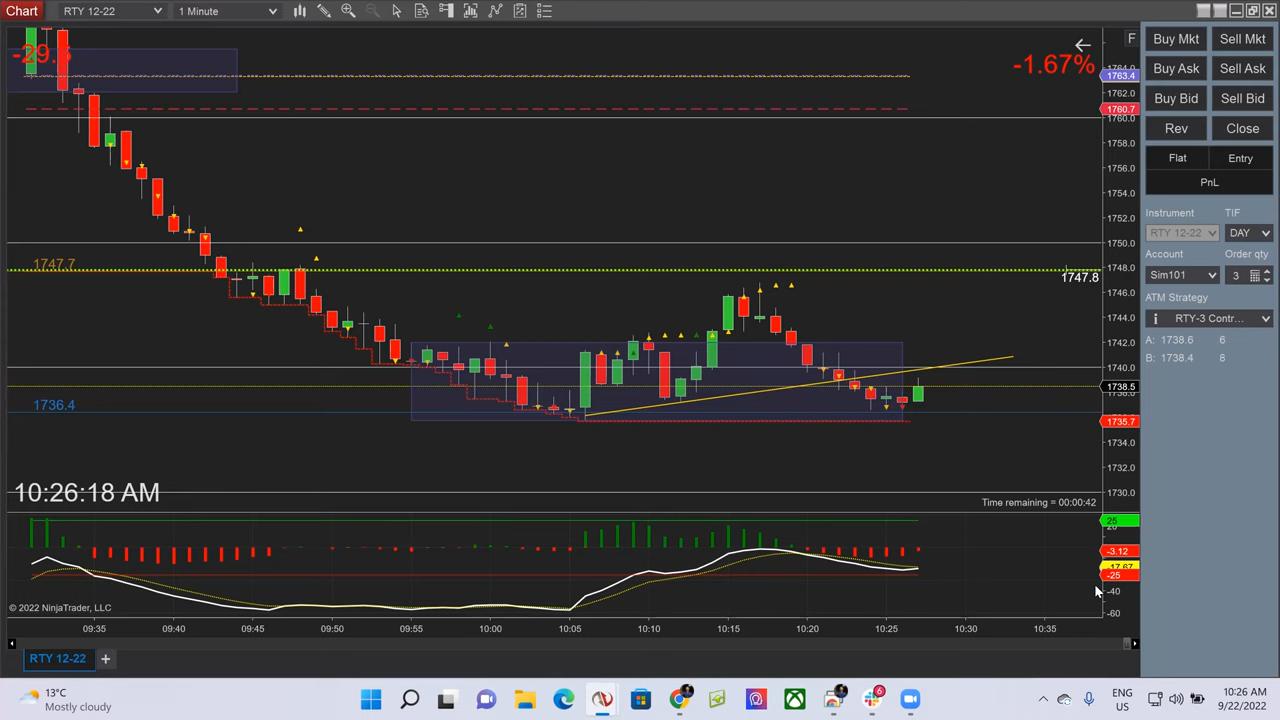 Chart RTY 12-22 1 Minute
-1.67%
F
1763.4
1760.7
1760.0
1758.0
1756.0
1754.0
1752.0
1750.0
1748.0
1747.7
1747.8
1746.0
1744.0
1742.0
1740.0
1738.5
1736.4
1735.7
1734.0
1732.0
1730.0
10:26:18 AM
Time remaining = 00:00:42
25
-3.12
-17.67
-25
-40
-60
© 2022 NinjaTrader, LLC
09:35 09:40 09:45 09:50 09:55 10:00 10:05 10:10 10:15 10:20 10:25 10:30 10:35
RTY 12-22 +
Buy Mkt Sell Mkt
Buy Ask Sell Ask
Buy Bid Sell Bid
Rev Close
Flat Entry
PnL
Instrument TIF
RTY 12-22 DAY
Account Order qty
Sim101 3
ATM Strategy
RTY-3 Contr...
A: 1738.6 6
B: 1738.4 8
13°C
Mostly cloudy
6
ENG
US
10:26 AM
9/22/2022